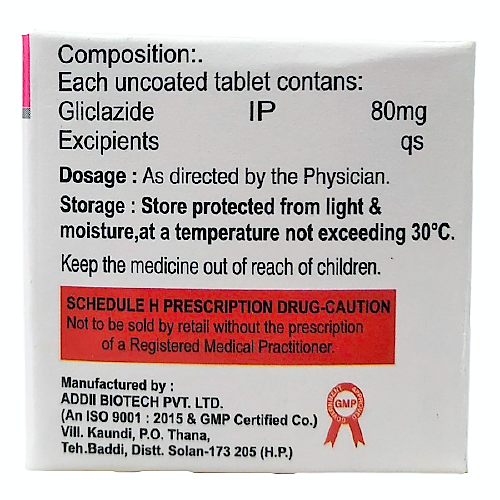 Composition:.
Each uncoated tablet contans:
Gliclazide IP 80mg
Excipients qs
Dosage : As directed by the Physician.
Storage : Store protected from light &
moisture,at a temperature not exceeding 30°C.
Keep the medicine out of reach of children.
SCHEDULE H PRESCRIPTION DRUG-CAUTION
Not to be sold by retail without the prescription
of a Registered Medical Practitioner.
Manufactured by :
ADDII BIOTECH PVT. LTD.
(An ISO 9001 : 2015 & GMP Certified Co.)
Vill. Kaundi, P.O. Thana,
Teh.Baddi, Distt. Solan-173 205 (H.P.)
GMP